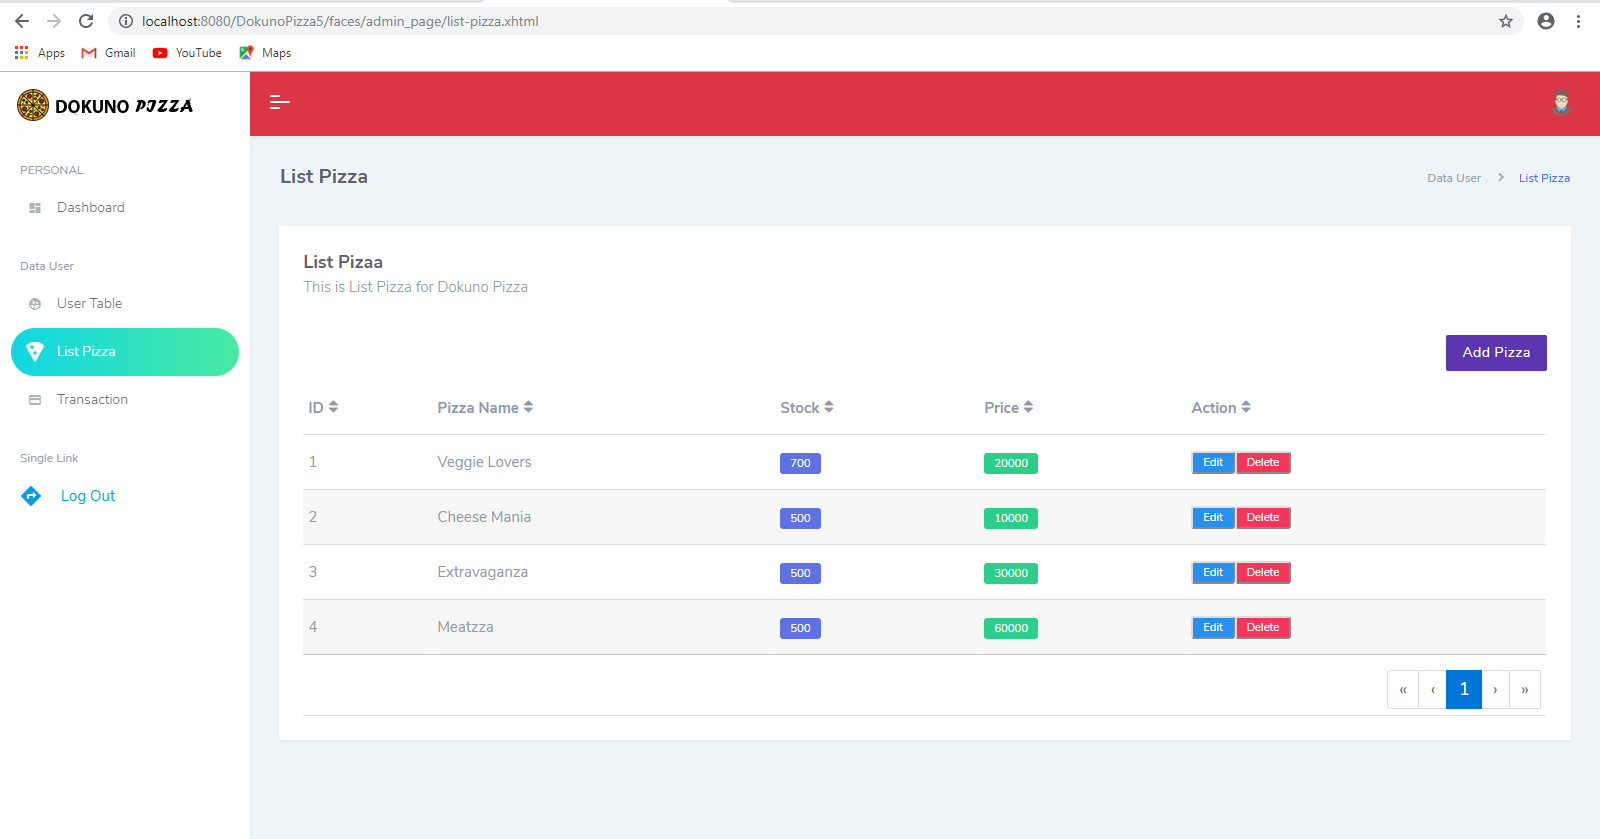 localhost:8080/DokunoPizza5/faces/admin_page/list-pizza.xhtml
Apps Gmail YouTube Maps
DOKUNO PIZZA
PERSONAL
Dashboard
Data User
User Table
List Pizza
Transaction
Single Link
Log Out
List Pizza
Data User > List Pizza
List Pizaa
This is List Pizza for Dokuno Pizza
Add Pizza
ID Pizza Name Stock Price Action
1 Veggie Lovers 700 20000 Edit Delete
2 Cheese Mania 500 10000 Edit Delete
3 Extravaganza 500 30000 Edit Delete
4 Meatzza 500 60000 Edit Delete
« ‹ 1 › »